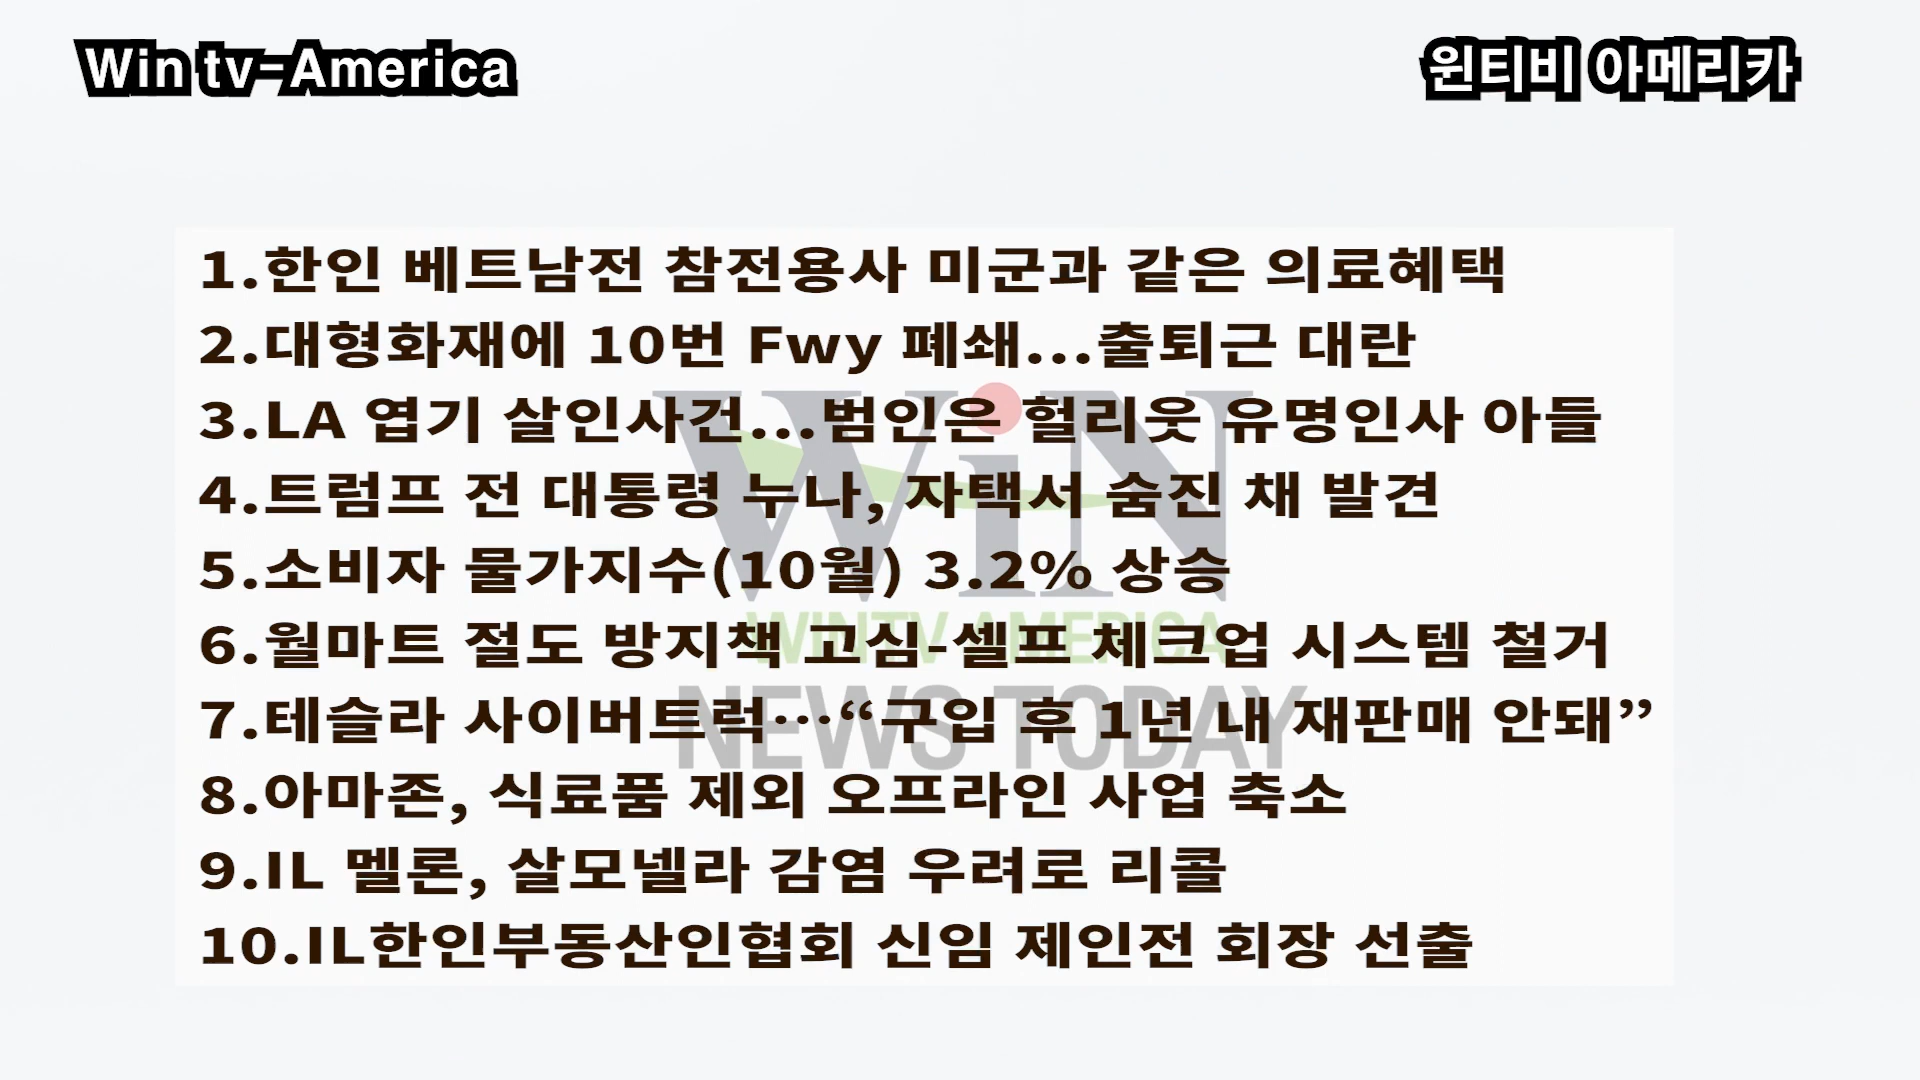 Win tv-America
윈티비 아메리카
1.한인 베트남전 참전용사 미군과 같은 의료혜택
2.대형화재에 10번 Fwy 폐쇄...출퇴근 대란
3.LA 엽기 살인사건...범인은 헐리웃 유명인사 아들
4.트럼프 전 대통령 누나, 자택서 숨진 채 발견
5.소비자 물가지수(10월) 3.2% 상승
6.월마트 절도 방지책 고심-셀프 체크업 시스템 철거
7.테슬라 사이버트럭…“구입 후 1년 내 재판매 안돼”
8.아마존, 식료품 제외 오프라인 사업 축소
9.IL 멜론, 살모넬라 감염 우려로 리콜
10.IL한인부동산인협회 신임 제인전 회장 선출
WiN
WINTV AMERICA
NEWS TODAY